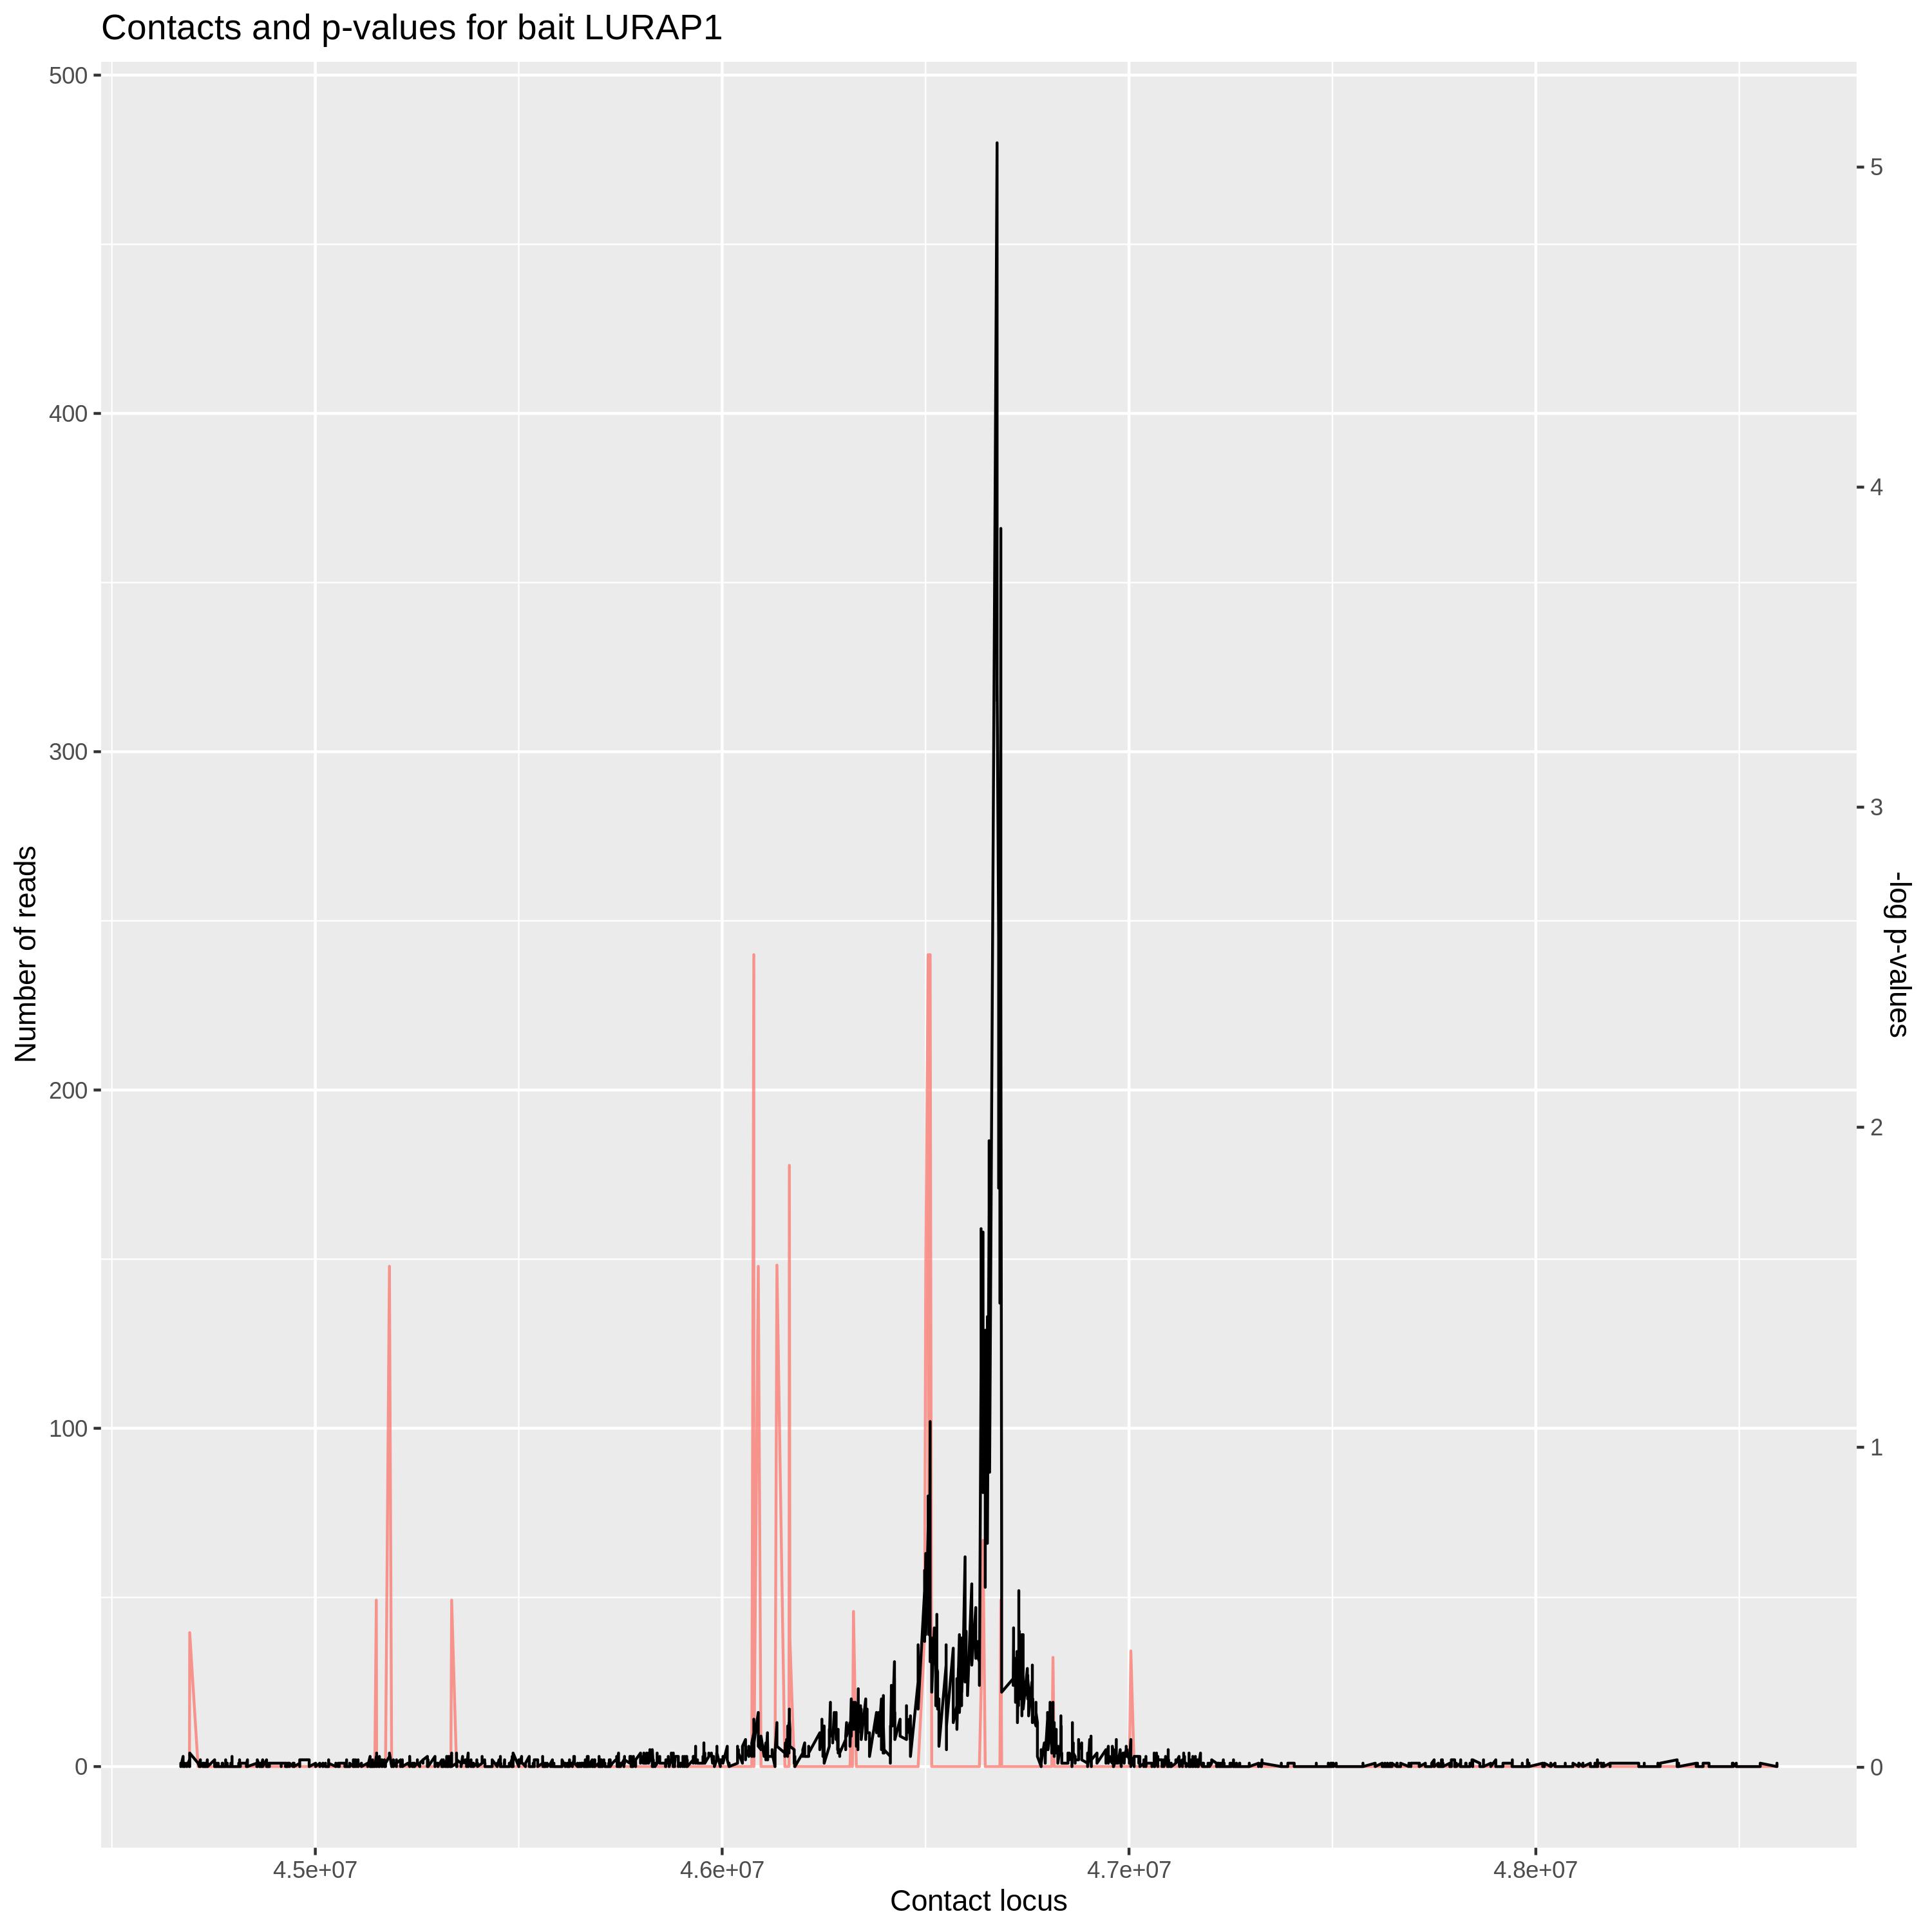 Contacts and p-values for bait LURAP1
500
400
300
200
100
0
Number of reads
5
4
3
2
1
0
-log p-values
4.5e+07
4.6e+07
4.7e+07
4.8e+07
Contact locus